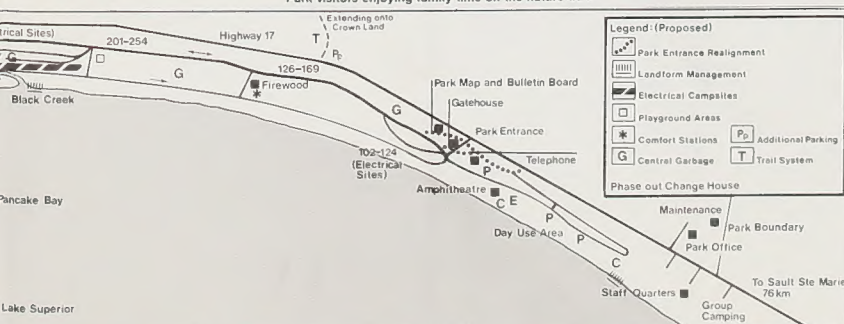 Park visitors enjoying family time on the nature
Extending onto
Crown Land
T
Pp
Highway 17
rical Sites)
201-254
G
G
Black Creek
126-169
Firewood
*
G
Park Map and Bulletin Board
Gatehouse
Park Entrance
102-124
(Electrical
Sites)
Telephone
P
Amphitheatre
C E
P
Day Use Area
P
C
Staff Quarters
Maintenance
Park Boundary
Park Office
To Sault Ste Marie
76 km
Group
Camping
Pancake Bay
Lake Superior
Legend: (Proposed)
Park Entrance Realignment
Landform Management
Electrical Campsites
Playground Areas
* Comfort Stations
Pp Additional Parking
G Central Garbage
T Trail System
Phase out Change House